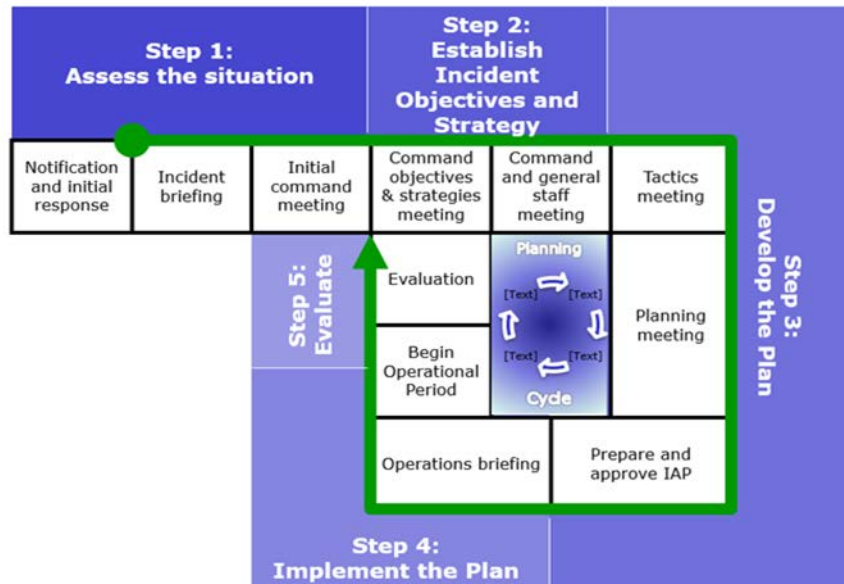 Step 1:
Assess the situation
Step 2:
Establish
Incident
Objectives and
Strategy
Notification
and initial
response
Incident
briefing
Initial
command
meeting
Command
objectives
& strategies
meeting
Command
and general
staff
meeting
Tactics
meeting
Step 3:
Develop the Plan
Step 5:
Evaluate
Evaluation
Planning
[Text]
[Text]
[Text]
[Text]
Cycle
Planning
meeting
Begin
Operational
Period
Operations briefing
Prepare and
approve IAP
Step 4:
Implement the Plan